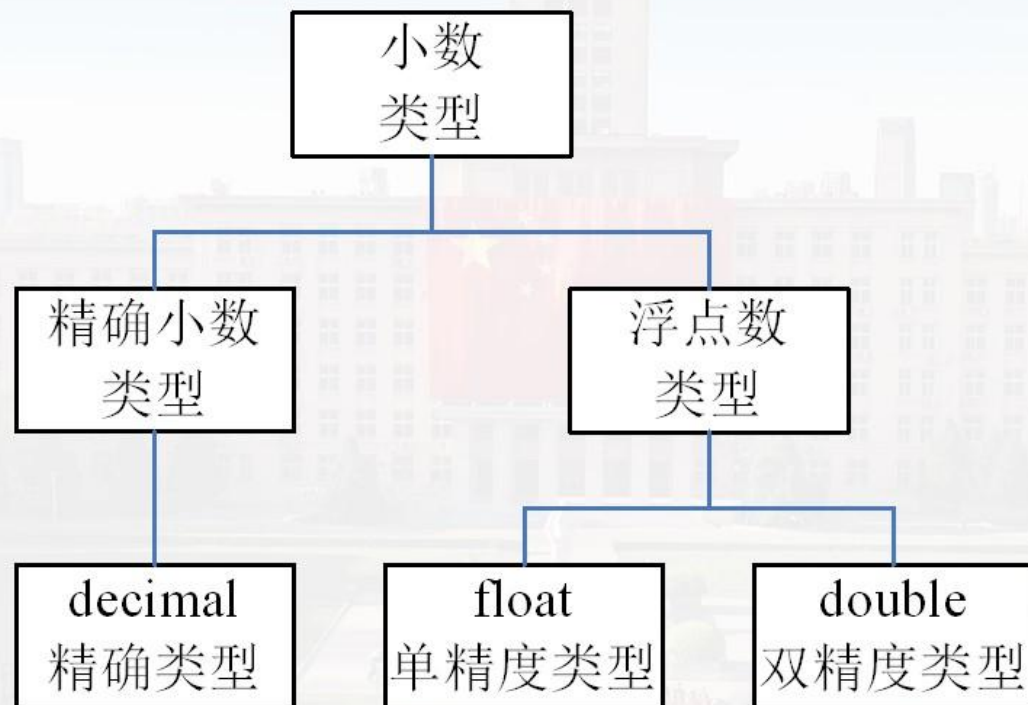 小数
类型
精确小数
类型
浮点数
类型
decimal
精确类型
float
单精度类型
double
双精度类型